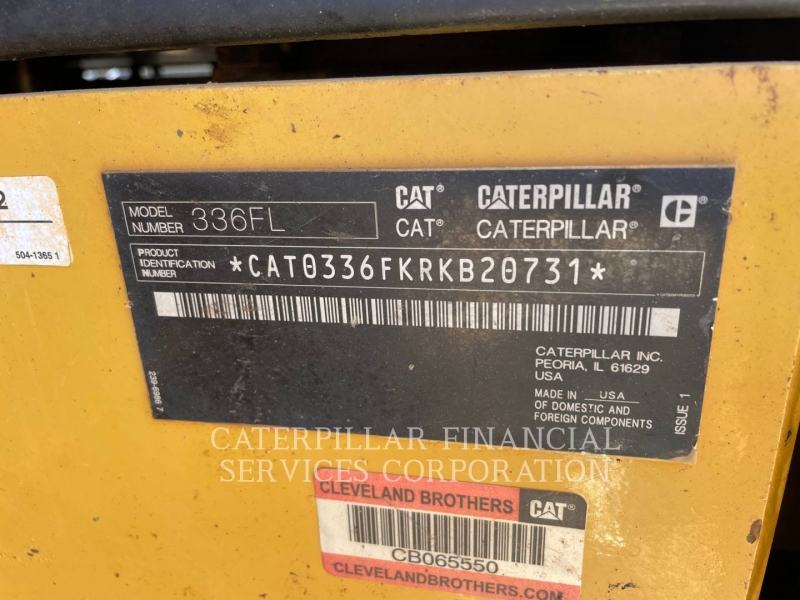 2
504-1365 1
CAT® CATERPILLAR®
CAT® CATERPILLAR®
MODEL NUMBER 336FL
PRODUCT IDENTIFICATION NUMBER *CAT0336FKRKB20731*
CATERPILLAR INC.
PEORIA, IL 61629
USA
MADE IN USA
OF DOMESTIC AND
FOREIGN COMPONENTS
ISSUE 1
239-6986 7
CATERPILLAR FINANCIAL
SERVICES CORPORATION
CLEVELAND BROTHERS CAT
CB065550
CLEVELANDBROTHERS.COM